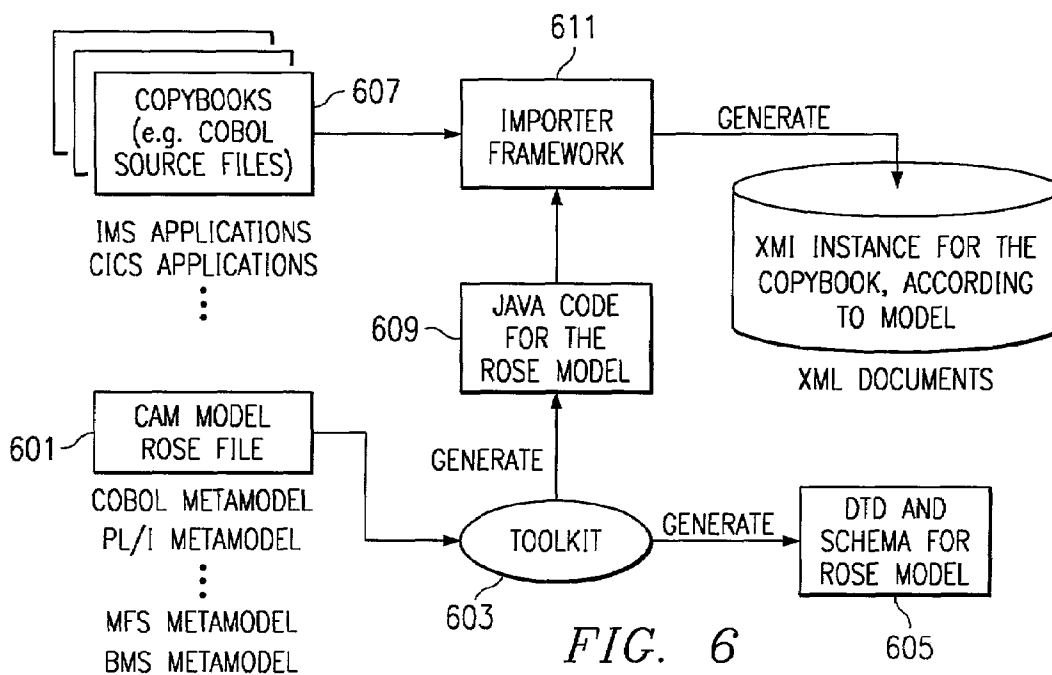 611
607
COPYBOOKS
(e.g. COBOL
SOURCE FILES)
IMPORTER
FRAMEWORK
GENERATE
IMS APPLICATIONS
CICS APPLICATIONS
XMI INSTANCE FOR THE
COPYBOOK, ACCORDING
TO MODEL
XML DOCUMENTS
609
JAVA CODE
FOR THE
ROSE MODEL
601
CAM MODEL
ROSE FILE
GENERATE
COBOL METAMODEL
PL/I METAMODEL
MFS METAMODEL
BMS METAMODEL
TOOLKIT
603
GENERATE
DTD AND
SCHEMA FOR
ROSE MODEL
605
FIG. 6